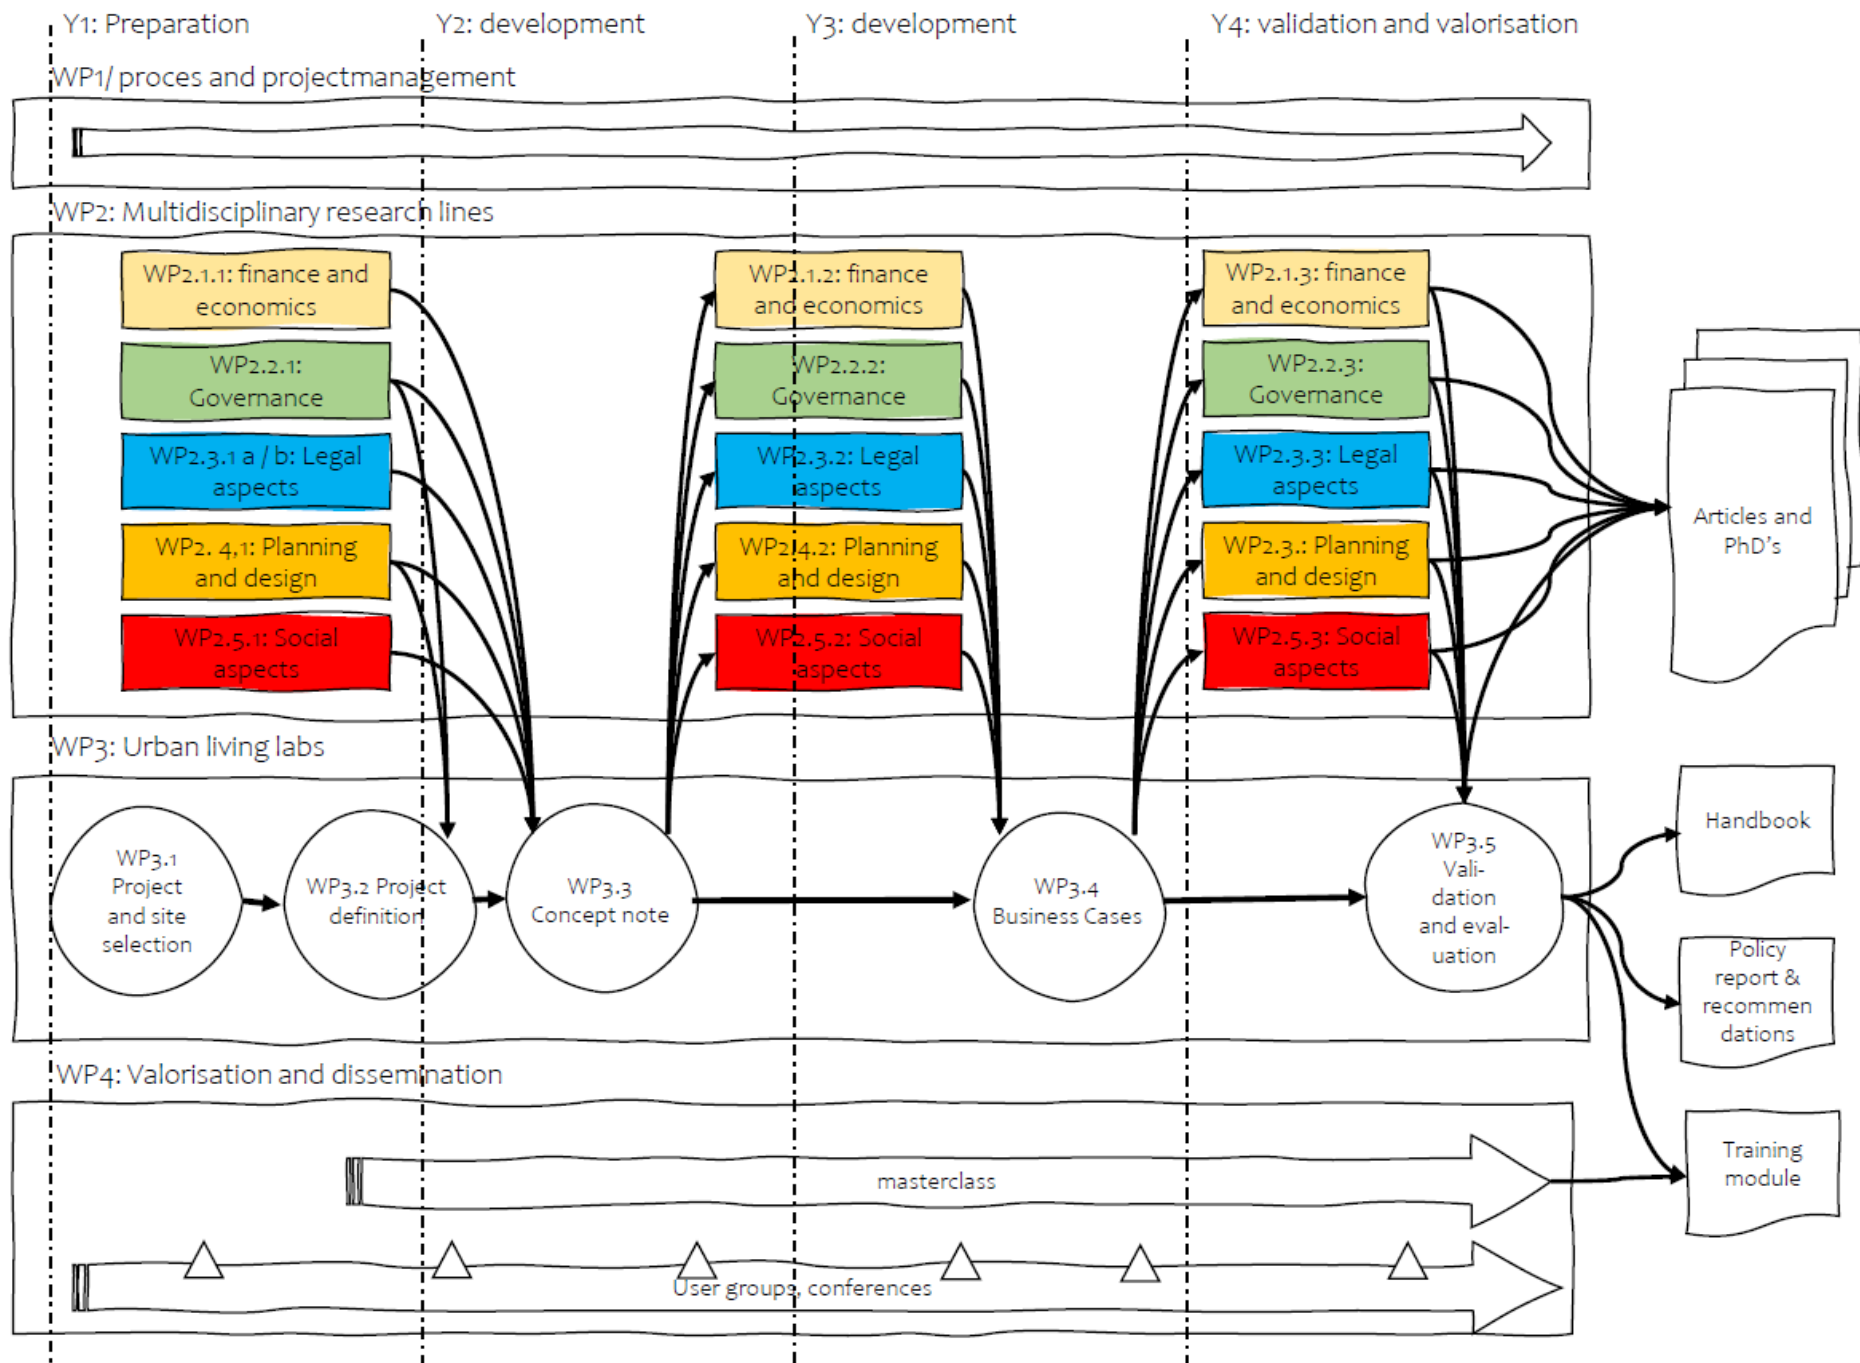 Y1: Preparation
Y2: development
Y3: development
Y4: validation and valorisation
WP1/ proces and projectmanagement
WP2: Multidisciplinary research lines
WP2.1.1: finance and
economics
WP2.1.2: finance
and economics
WP2.1.3: finance
and economics
WP2.2.1:
Governance
WP2.2.2:
Governance
WP2.2.3:
Governance
WP2.3.1 a / b: Legal
aspects
WP2.3.2: Legal
aspects
WP2.3.3: Legal
aspects
WP2. 4,1: Planning
and design
WP2.4.2: Planning
and design
WP2.3.: Planning
and design
WP2.5.1: Social
aspects
WP2.5.2: Social
aspects
WP2.5.3: Social
aspects
Articles and
PhD's
WP3: Urban living labs
WP3.1
Project
and site
selection
WP3.2 Project
definition
WP3.3
Concept note
WP3.4
Business Cases
WP3.5
Vali-
dation
and eval-
uation
Handbook
Policy
report &
recommen
dations
WP4: Valorisation and dissemination
masterclass
Training
module
User groups, conferences